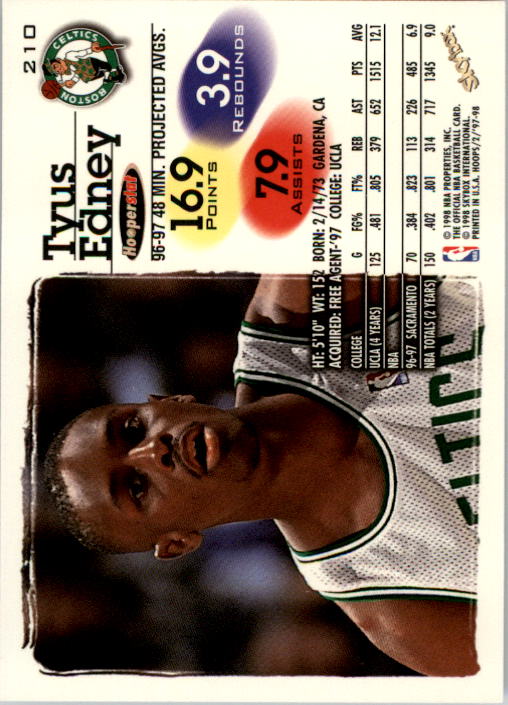 210
CELTICS
BOSTON
Tyus
Edney
Hooperstar
96-97 48 MIN. PROJECTED AVGS.
16.9
POINTS
3.9
REBOUNDS
7.9
ASSISTS
HT: 5'10" WT: 152 BORN: 2/14/73 GARDENA, CA
ACQUIRED: FREE AGENT-'97 COLLEGE: UCLA
COLLEGE G FG% FT% REB AST PTS AVG
UCLA (4 YEARS) 125 .481 .805 379 652 1515 12.1
NBA
96-97 SACRAMENTO 70 .384 .823 113 226 485 6.9
NBA TOTALS (2 YEARS) 150 .402 .801 314 717 1345 9.0
© 1998 NBA PROPERTIES, INC.
THE OFFICIAL NBA BASKETBALL CARD.
© 1998 SKYBOX INTERNATIONAL.
PRINTED IN U.S.A. HOOPS/2/'97-98
NBA
SKYBOX
ELTICS